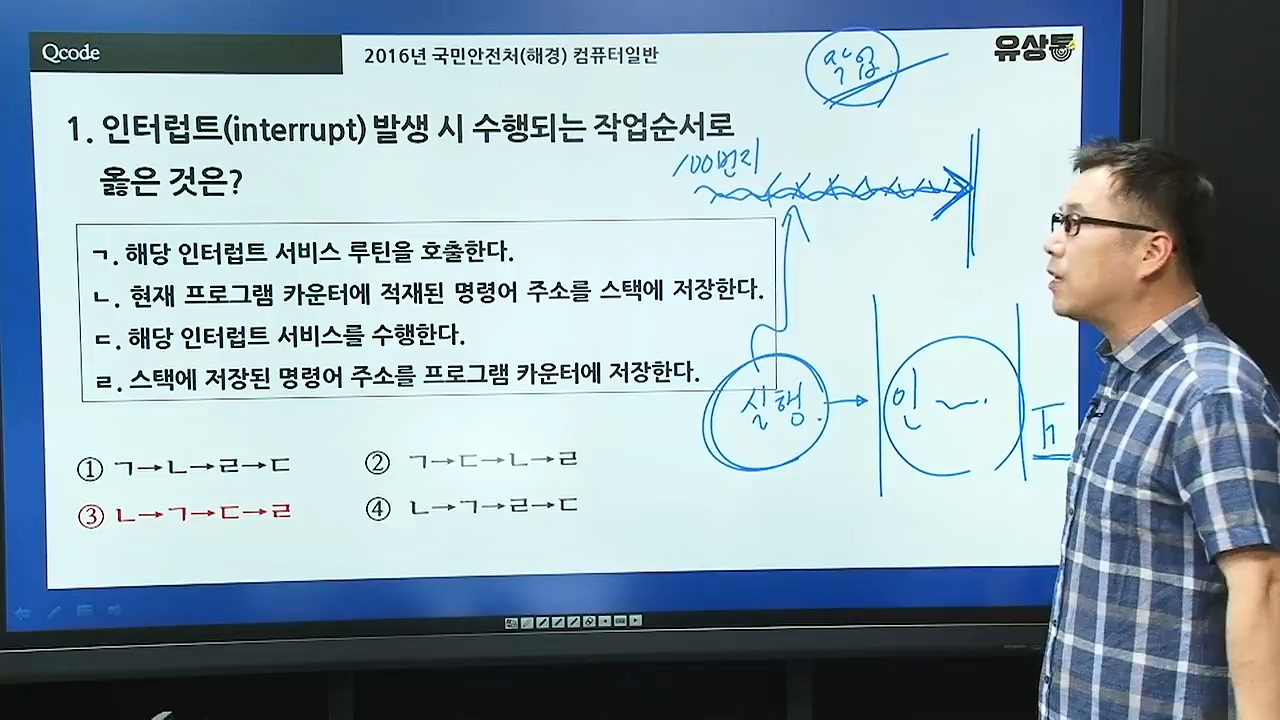 Qcode
2016년 국민안전처(해경) 컴퓨터일반
작업
유상통
1. 인터럽트(interrupt) 발생 시 수행되는 작업순서로
옳은 것은?
100번지
ㄱ. 해당 인터럽트 서비스 루틴을 호출한다.
ㄴ. 현재 프로그램 카운터에 적재된 명령어 주소를 스택에 저장한다.
ㄷ. 해당 인터럽트 서비스를 수행한다.
ㄹ. 스택에 저장된 명령어 주소를 프로그램 카운터에 저장한다.
실행.
인
① ㄱ→ㄴ→ㄹ→ㄷ
② ㄱ→ㄷ→ㄴ→ㄹ
③ ㄴ→ㄱ→ㄷ→ㄹ
④ ㄴ→ㄱ→ㄹ→ㄷ